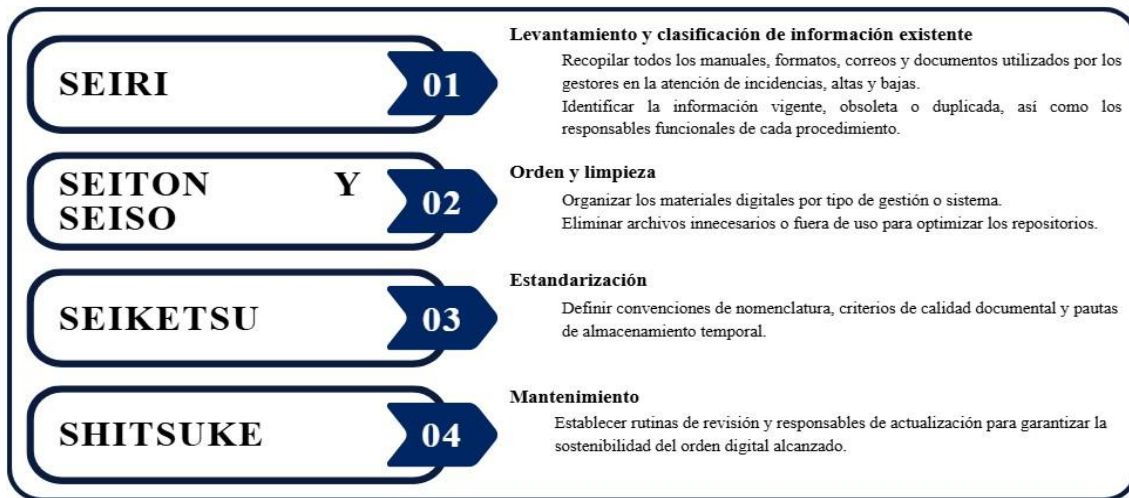 SEIRI
01
Levantamiento y clasificación de información existente
Recopilar todos los manuales, formatos, correos y documentos utilizados por los
gestores en la atención de incidencias, altas y bajas.
Identificar la información vigente, obsoleta o duplicada, así como los
responsables funcionales de cada procedimiento.
SEITON Y
SEISO
02
Orden y limpieza
Organizar los materiales digitales por tipo de gestión o sistema.
Eliminar archivos innecesarios o fuera de uso para optimizar los repositorios.
SEIKETSU
03
Estandarización
Definir convenciones de nomenclatura, criterios de calidad documental y pautas
de almacenamiento temporal.
SHITSUKE
04
Mantenimiento
Establecer rutinas de revisión y responsables de actualización para garantizar la
sostenibilidad del orden digital alcanzado.